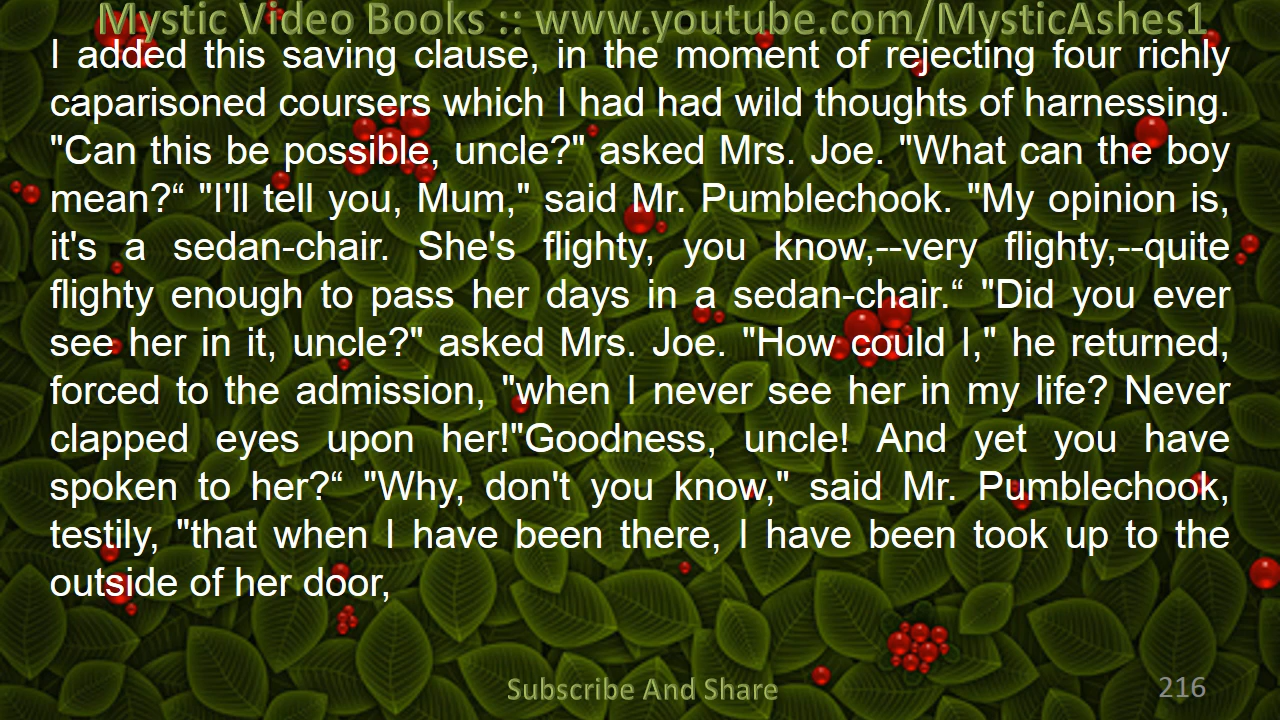 Mystic Video Books :: www.youtube.com/MysticAshes1
I added this saving clause, in the moment of rejecting four richly
caparisoned coursers which I had had wild thoughts of harnessing.
"Can this be possible, uncle?" asked Mrs. Joe. "What can the boy
mean?“ "I'll tell you, Mum," said Mr. Pumblechook. "My opinion is,
it's a sedan-chair. She's flighty, you know,--very flighty,--quite
flighty enough to pass her days in a sedan-chair.“ "Did you ever
see her in it, uncle?" asked Mrs. Joe. "How could I," he returned,
forced to the admission, "when I never see her in my life? Never
clapped eyes upon her!"Goodness, uncle! And yet you have
spoken to her?“ "Why, don't you know," said Mr. Pumblechook,
testily, "that when I have been there, I have been took up to the
outside of her door,
Subscribe And Share
216